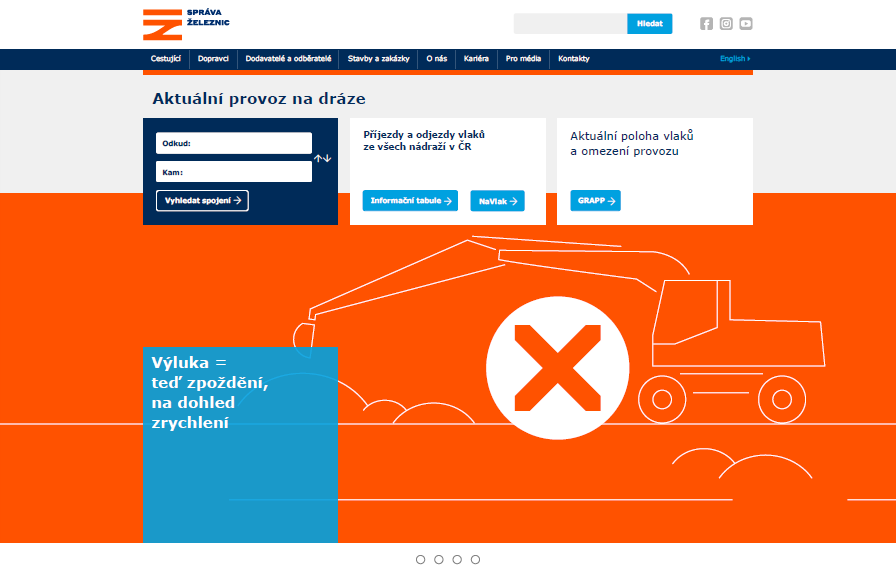 SPRÁVA
ŽELEZNIC
Hledat
Cestující
Dopravci
Dodavatelé a odběratelé
Stavby a zakázky
O nás
Kariéra
Pro média
Kontakty
English
Aktuální provoz na dráze
Odkud:
Kam:
Vyhledat spojení
Příjezdy a odjezdy vlaků
ze všech nádraží v ČR
Informační tabule
NaVlak
Aktuální poloha vlaků
a omezení provozu
GRAPP
Výluka =
teď zpoždění,
na dohled
zrychlení